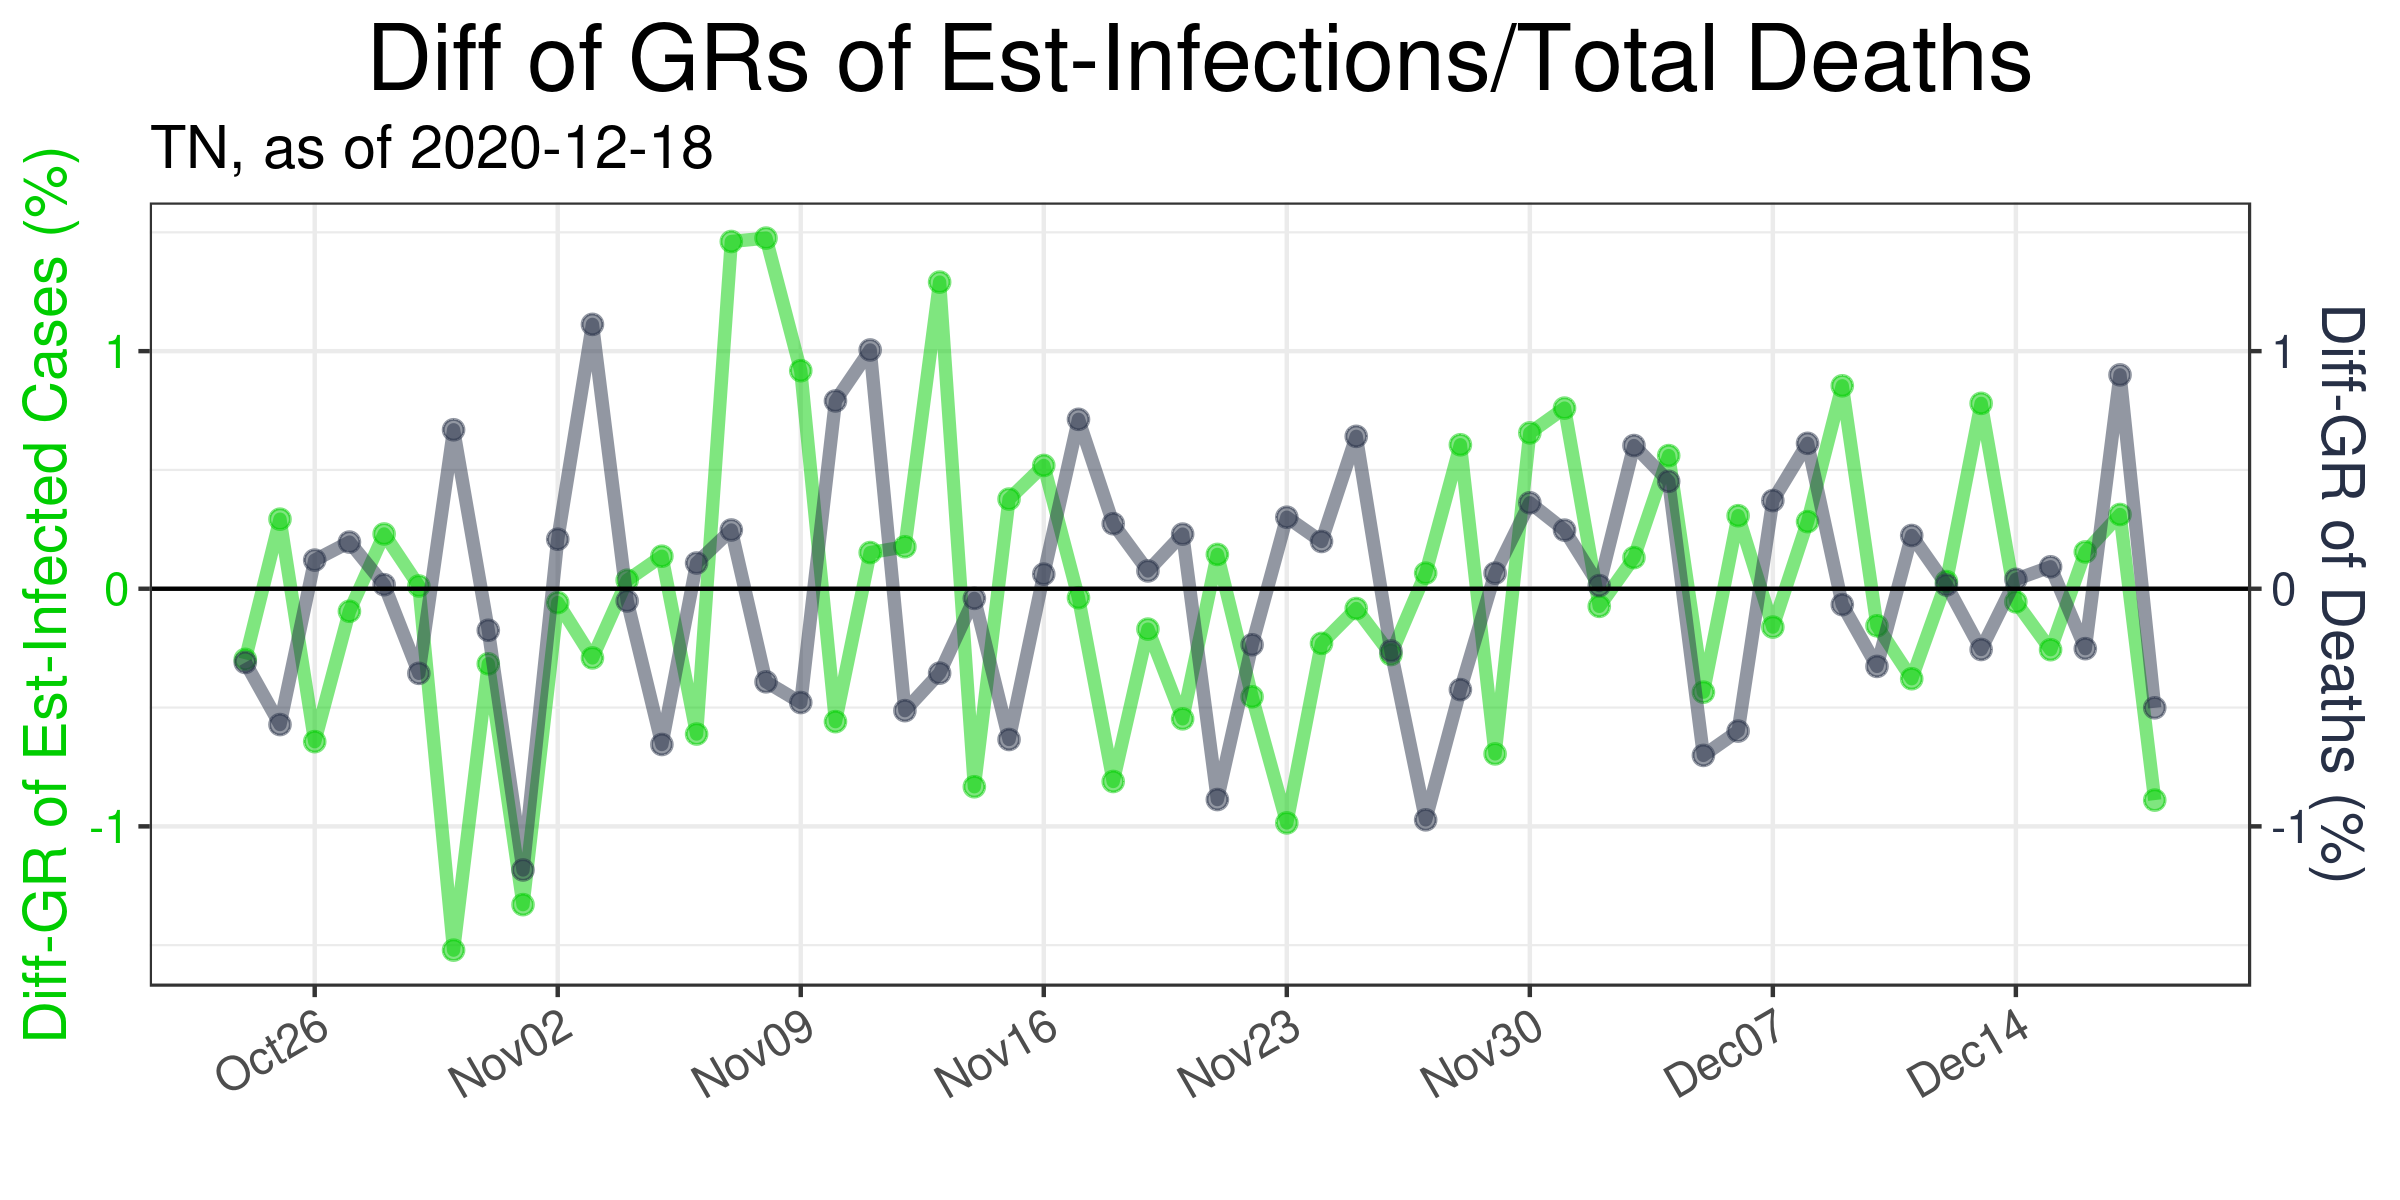 Diff of GRs of Est-Infections/Total Deaths
TN, as of 2020-12-18
Diff-GR of Est-Infected Cases (%)
1
0
-1
1
0
-1
Diff-GR of Deaths (%)
Oct26
Nov02
Nov09
Nov16
Nov23
Nov30
Dec07
Dec14